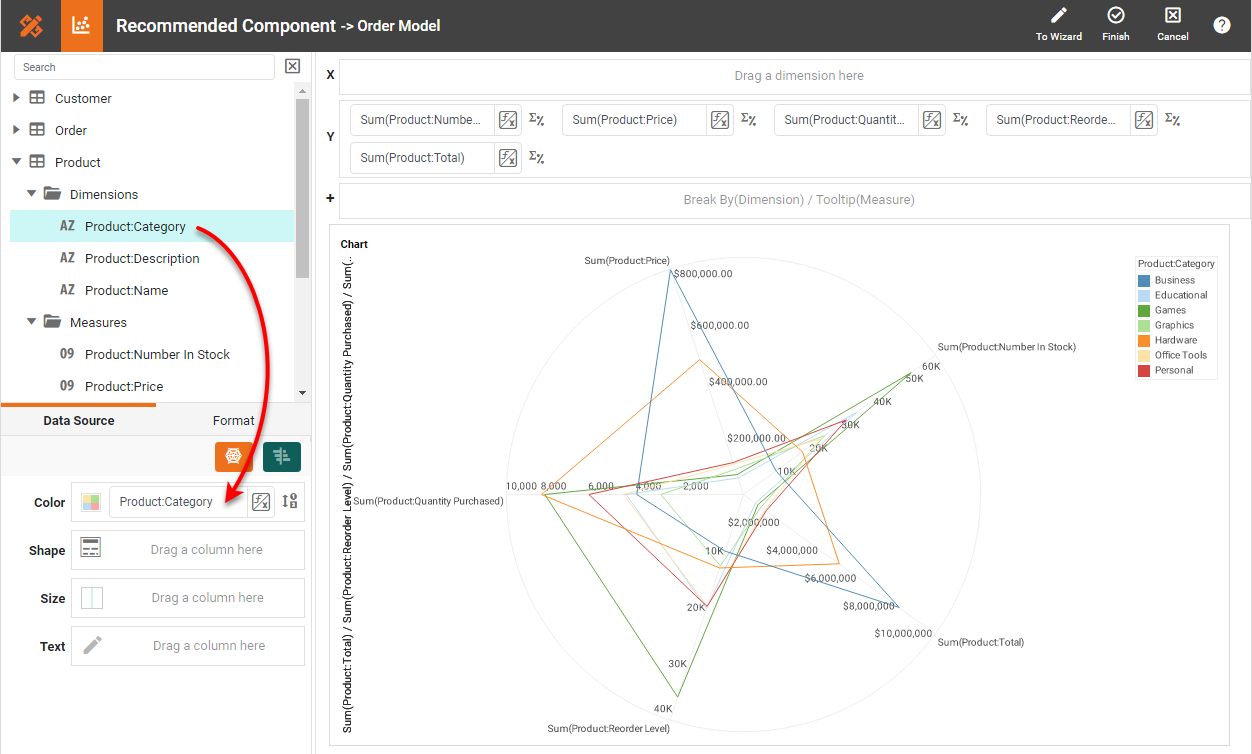 Recommended Component -> Order Model
To Wizard
Finish
Cancel
?
Search
Customer
Order
Product
Dimensions
AZ Product:Category
AZ Product:Description
AZ Product:Name
Measures
09 Product:Number In Stock
09 Product:Price
Data Source
Format
Color
Product:Category
Shape
Drag a column here
Size
Drag a column here
Text
Drag a column here
X
Drag a dimension here
Y
Sum(Product:Numbe...
Sum(Product:Price)
Sum(Product:Quantit...
Sum(Product:Reorde...
Sum(Product:Total)
+
Break By(Dimension) / Tooltip(Measure)
Chart
Sum(Product:Total) / Sum(Product:Reorder Level) / Sum(Product:Quantity Purchased) / Sum(Product:Price) / Sum(..
Sum(Product:Price)
$800,000.00
$600,000.00
$400,000.00
$200,000.00
Sum(Product:Number In Stock)
60K
50K
40K
30K
20K
10K
Sum(Product:Quantity Purchased)
10,000
8,000
6,000
4,000
2,000
$2,000,000
$4,000,000
$6,000,000
$8,000,000
$10,000,000
Sum(Product:Total)
10K
20K
30K
40K
Sum(Product:Reorder Level)
Product:Category
Business
Educational
Games
Graphics
Hardware
Office Tools
Personal